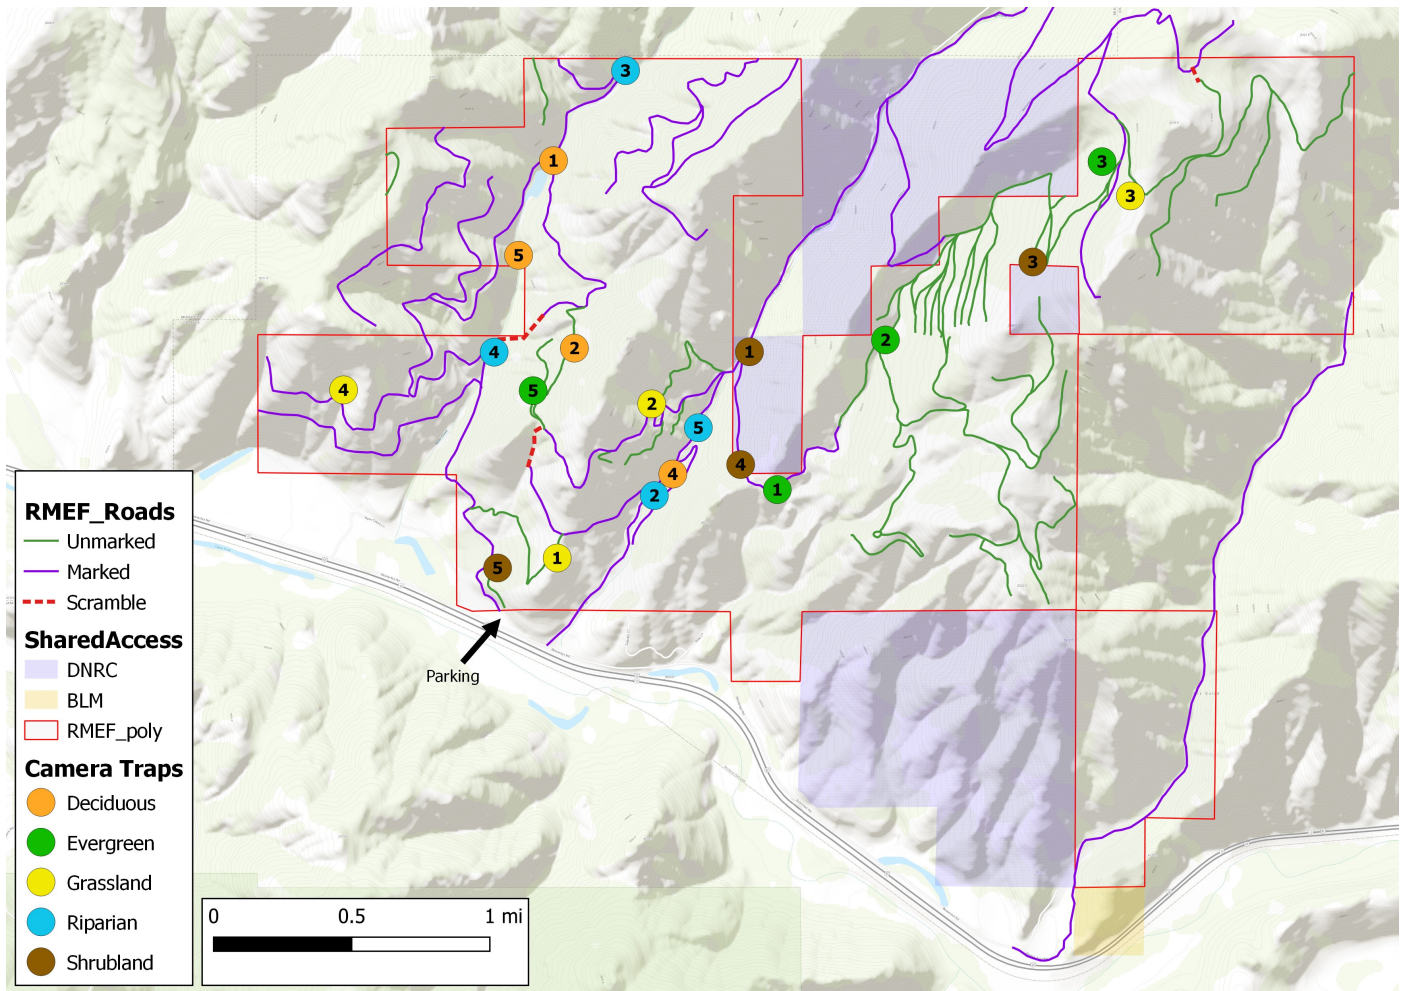 3
1
5
4
2
5
4
2
5
4
2
1
5
1
4
1
2
3
3
3
Parking
RMEF_Roads
Unmarked
Marked
Scramble
SharedAccess
DNRC
BLM
RMEF_poly
Camera Traps
Deciduous
Evergreen
Grassland
Riparian
Shrubland
0 0.5 1 mi